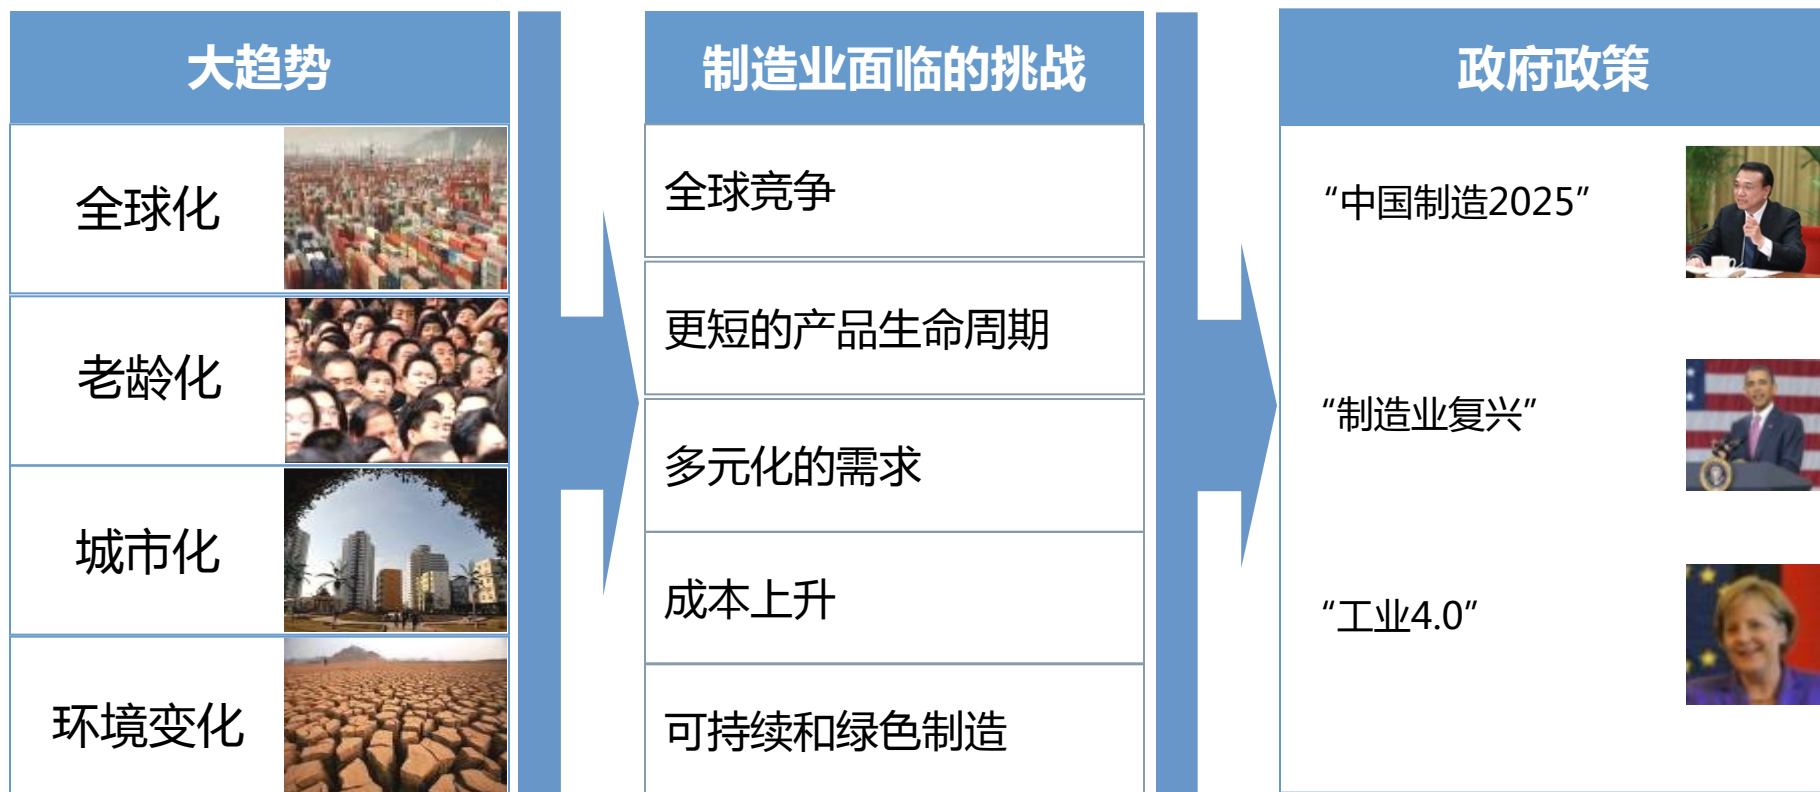 大趋势
全球化
老龄化
城市化
环境变化
制造业面临的挑战
全球竞争
更短的产品生命周期
多元化的需求
成本上升
可持续和绿色制造
政府政策
“中国制造2025”
“制造业复兴”
“工业4.0”